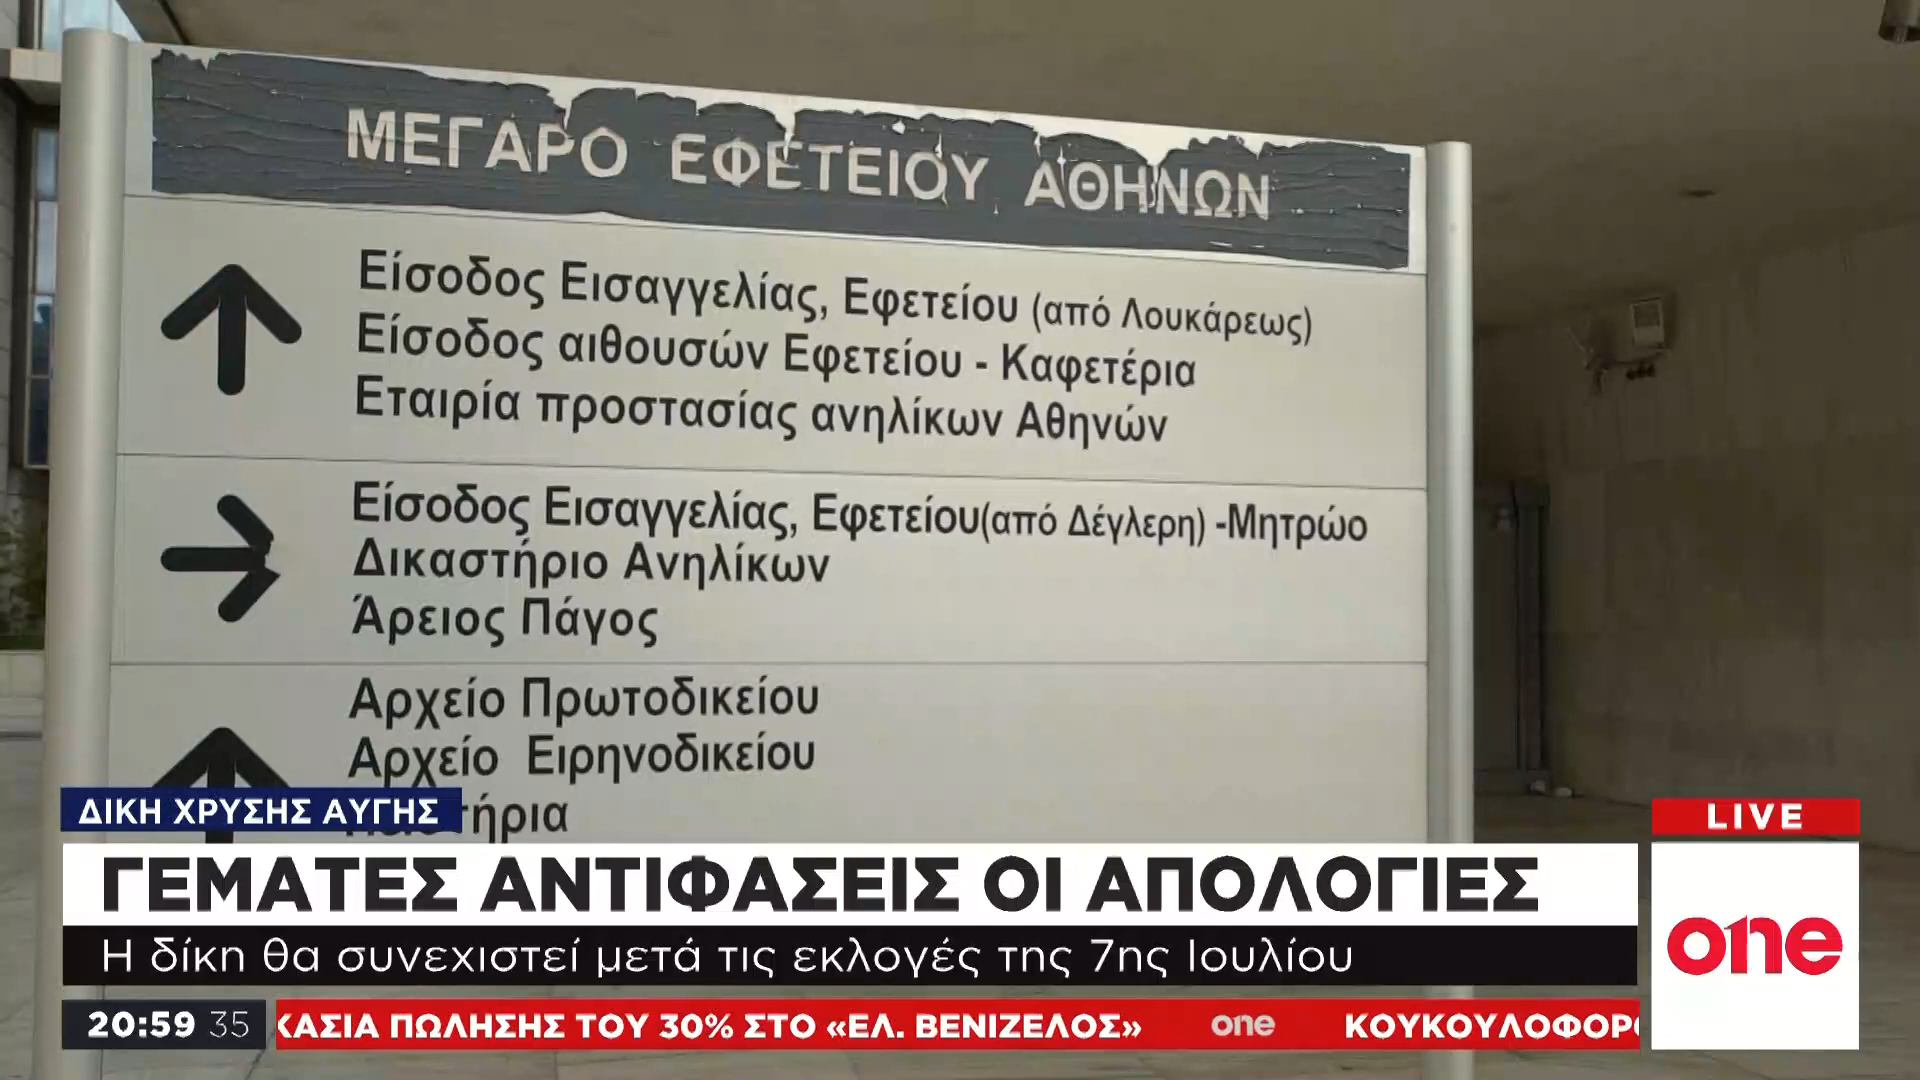 ΜΕΓΑΡΟ ΕΦΕΤΕΙΟΥ ΑΘΗΝΩΝ
Είσοδος Εισαγγελίας, Εφετείου (από Λουκάρεως)
Είσοδος αιθουσών Εφετείου - Καφετέρια
Εταιρία προστασίας ανηλίκων Αθηνών
Είσοδος Εισαγγελίας, Εφετείου(από Δέγλερη) -Μητρώο
Δικαστήριο Ανηλίκων
Άρειος Πάγος
Αρχείο Πρωτοδικείου
Αρχείο Ειρηνοδικείου
ΔΙΚΗ ΧΡΥΣΗΣ ΑΥΓΗΣ
LIVE
ΓΕΜΑΤΕΣ ΑΝΤΙΦΑΣΕΙΣ ΟΙ ΑΠΟΛΟΓΙΕΣ
Η δίκη θα συνεχιστεί μετά τις εκλογές της 7ης Ιουλίου
one
20:59 35
ΚΑΣΙΑ ΠΩΛΗΣΗΣ ΤΟΥ 30% ΣΤΟ «ΕΛ. ΒΕΝΙΖΕΛΟΣ» one ΚΟΥΚΟΥΛΟΦΟΡ